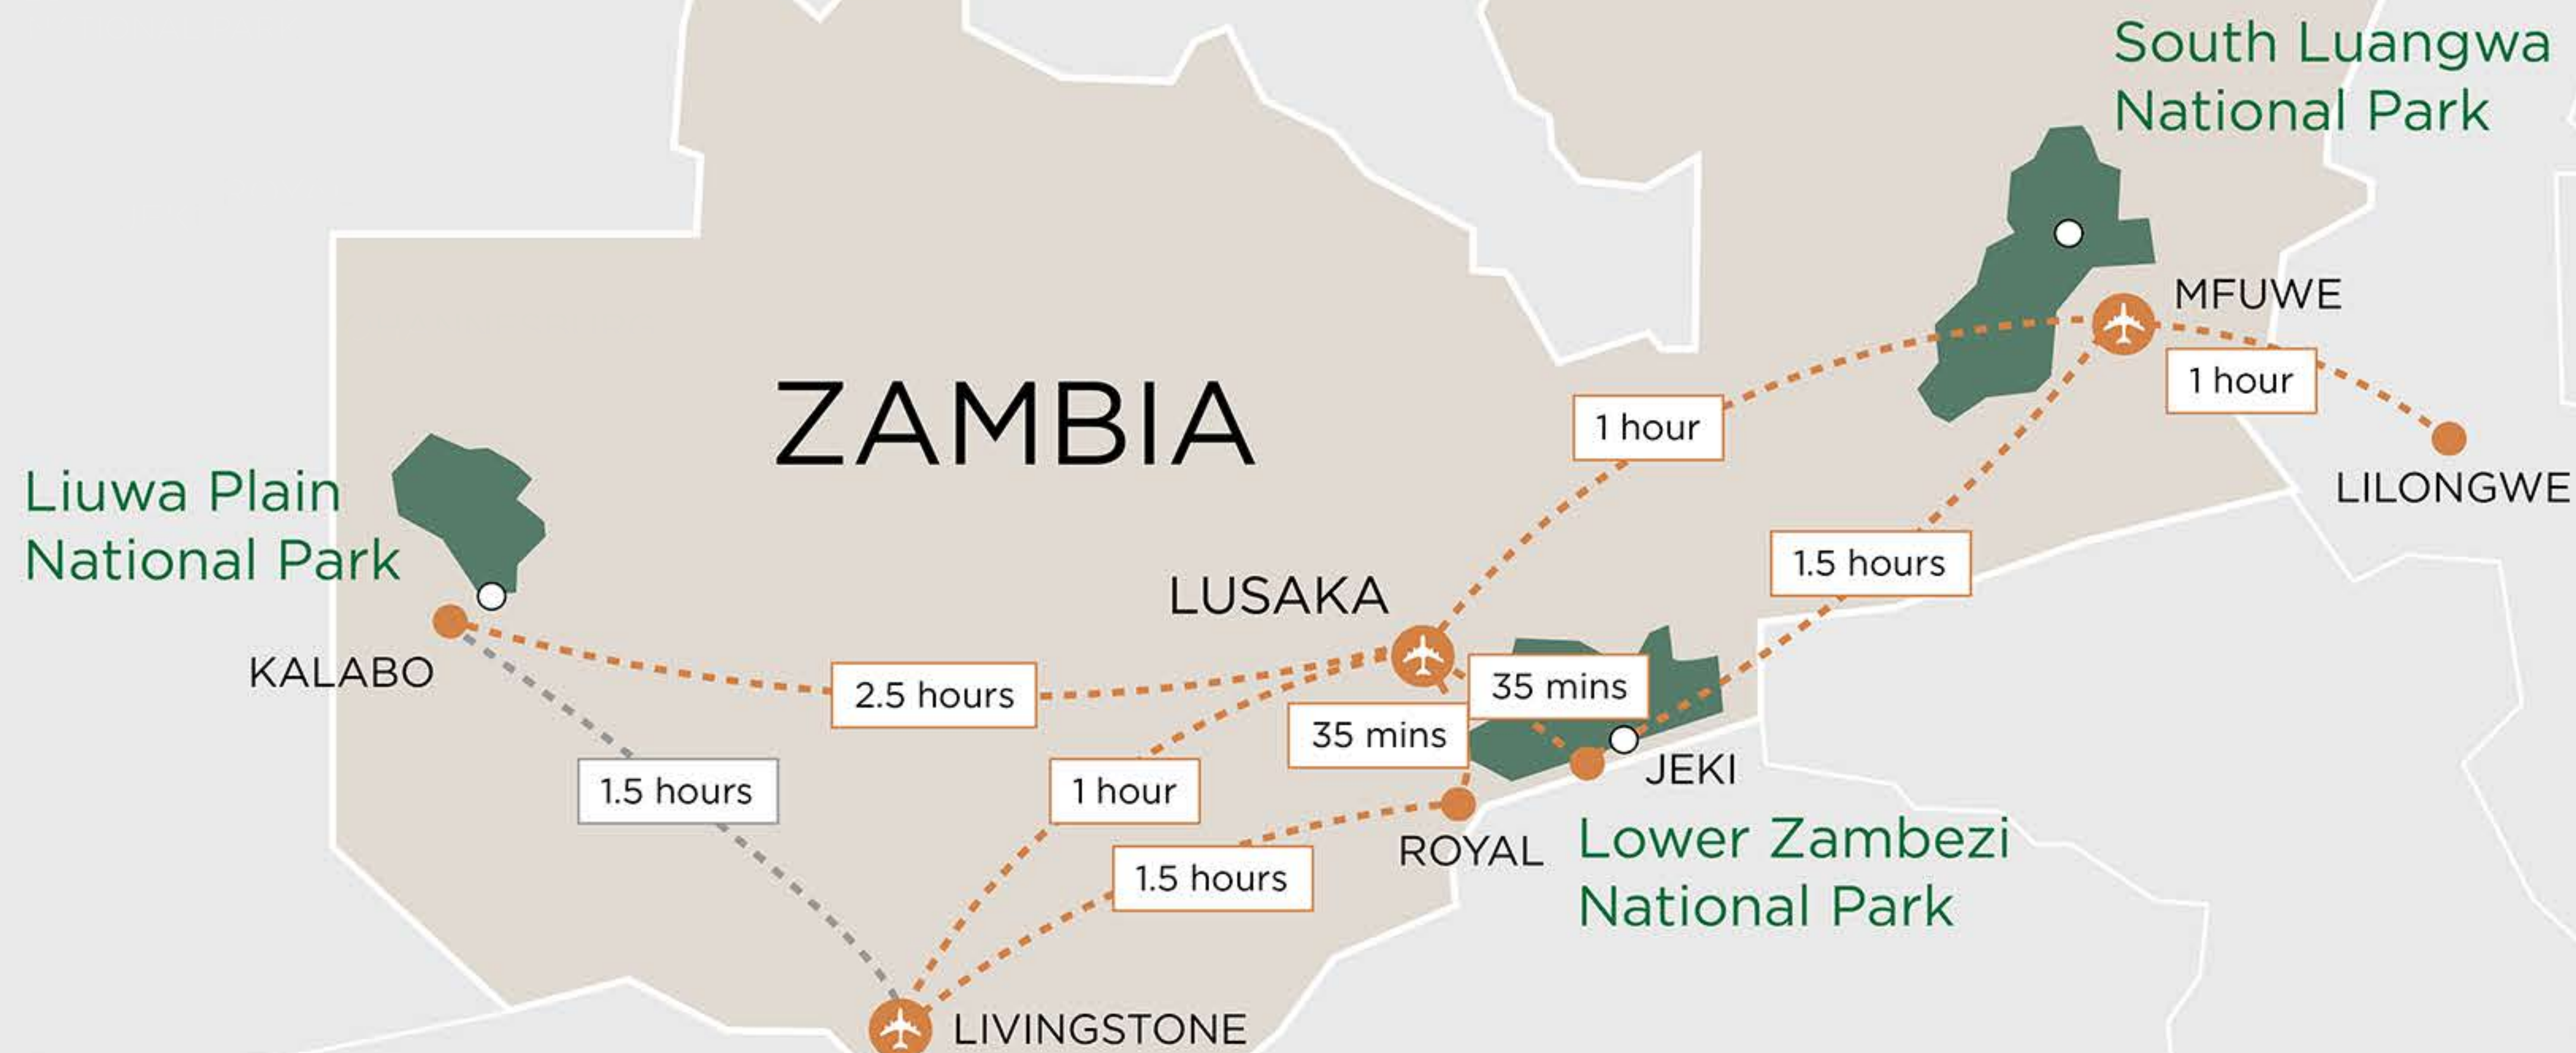 South Luangwa
National Park
MFUWE
1 hour
LILONGWE
1 hour
ZAMBIA
Liuwa Plain
National Park
1.5 hours
LUSAKA
KALABO
2.5 hours
35 mins
35 mins
JEKI
1.5 hours
1 hour
ROYAL
Lower Zambezi
National Park
1.5 hours
LIVINGSTONE